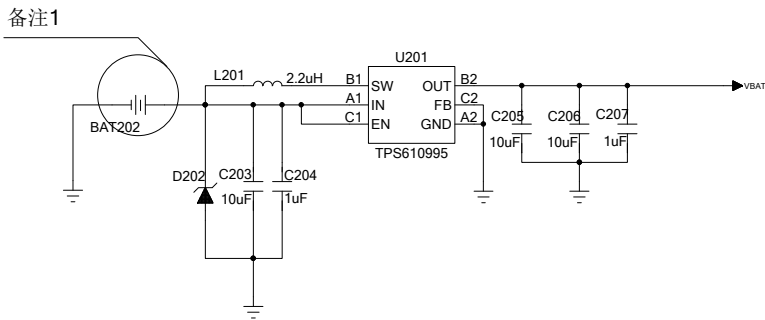 备注1
U201
L201 2.2uH B1 SW OUT B2
A1 IN FB C2 VBAT
C1 EN GND A2
BAT202
TPS610995
C205 C206 C207
10uF 10uF 1uF
D202 C203 C204
10uF 1uF